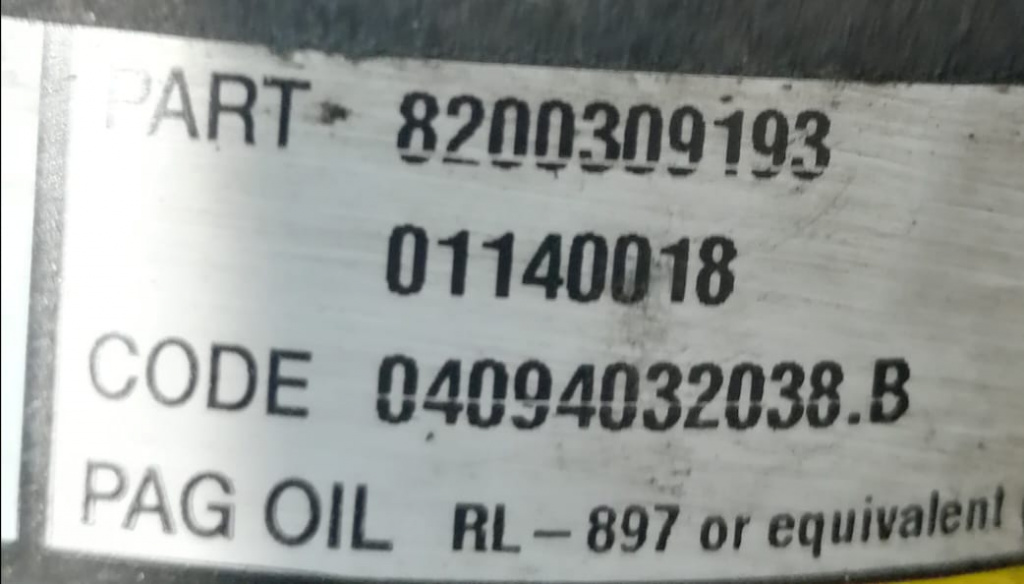 PART 8200309193
01140018
CODE 04094032038.B
PAG OIL RL-897 or equivalent